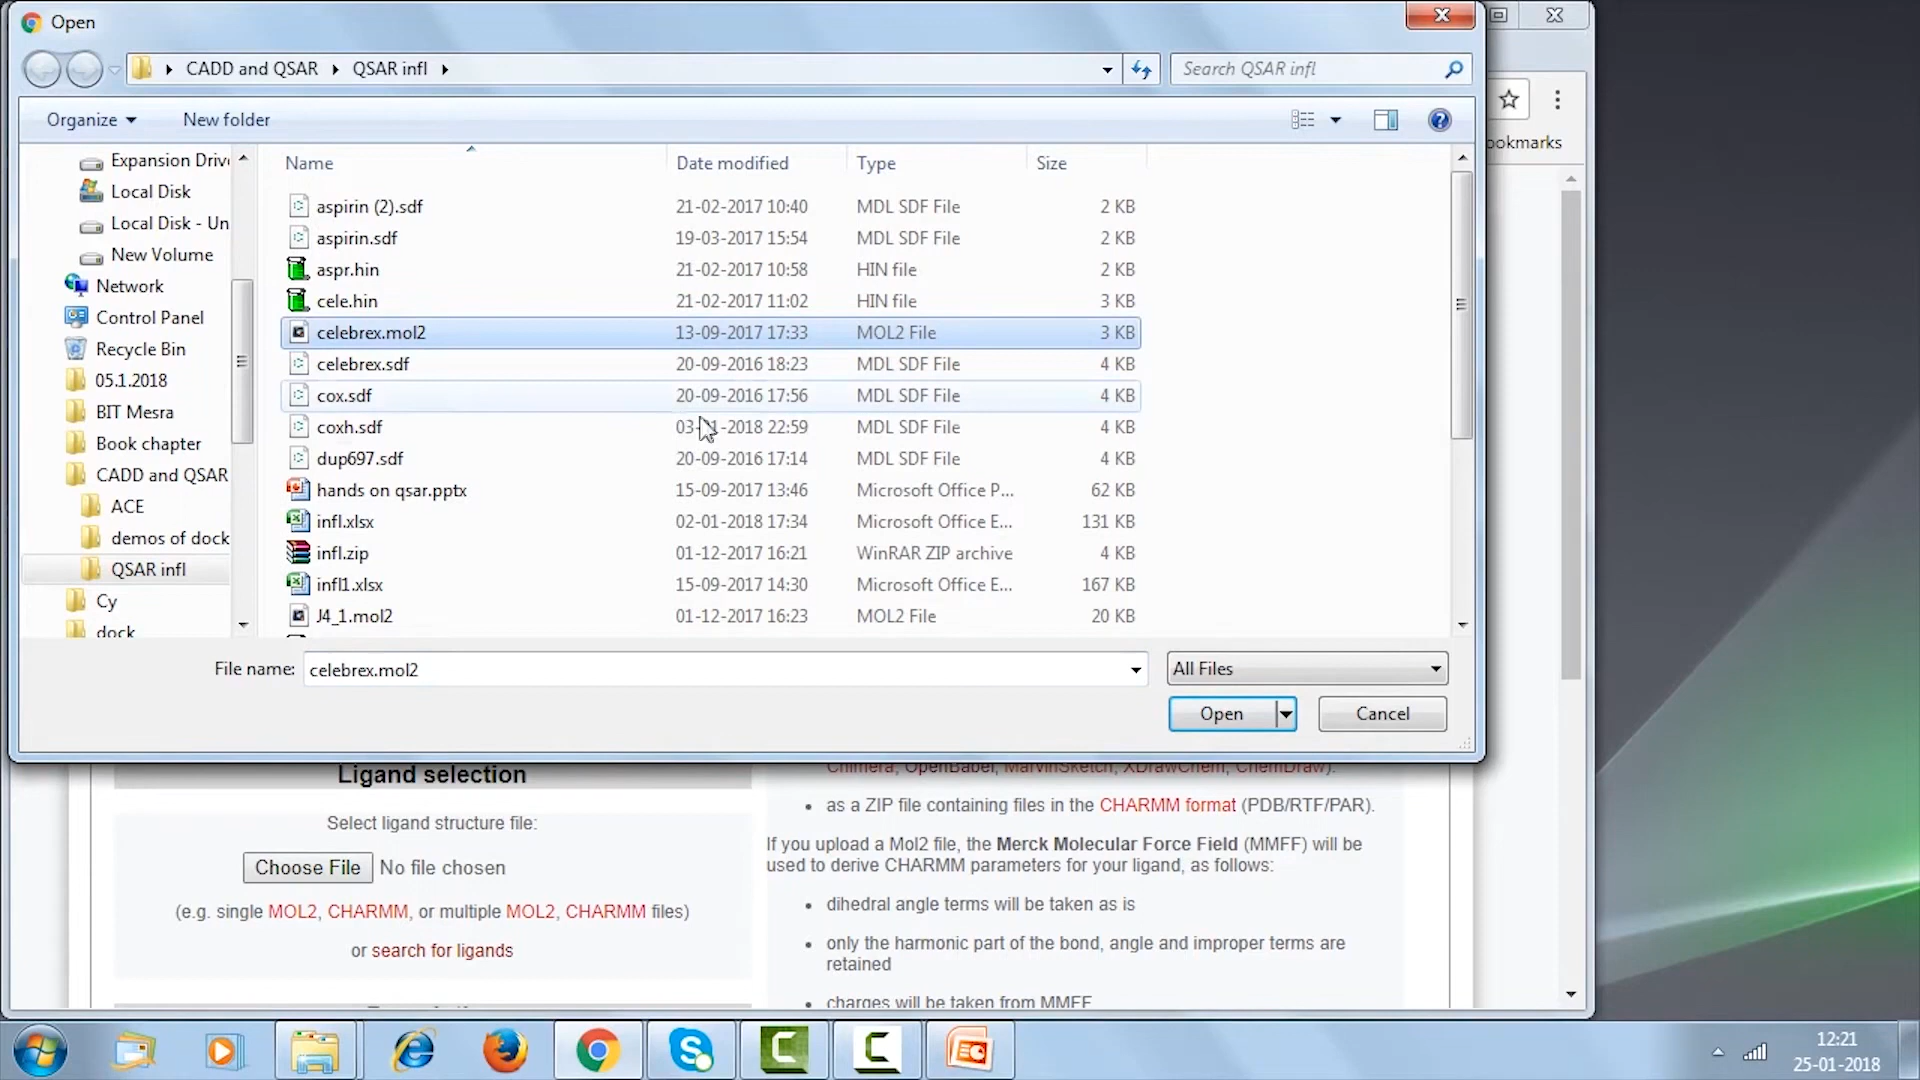 Open
CADD and QSAR QSAR infl
Search QSAR infl
Organize New folder
ookmarks
Expansion Driv
Local Disk
Local Disk - Un
New Volume
Network
Control Panel
Recycle Bin
05.1.2018
BIT Mesra
Book chapter
CADD and QSAR
ACE
demos of dock
QSAR infl
Cy
dock
Name Date modified Type Size
aspirin (2).sdf 21-02-2017 10:40 MDL SDF File 2 KB
aspirin.sdf 19-03-2017 15:54 MDL SDF File 2 KB
aspr.hin 21-02-2017 10:58 HIN file 2 KB
cele.hin 21-02-2017 11:02 HIN file 3 KB
celebrex.mol2 13-09-2017 17:33 MOL2 File 3 KB
celebrex.sdf 20-09-2016 18:23 MDL SDF File 4 KB
cox.sdf 20-09-2016 17:56 MDL SDF File 4 KB
coxh.sdf 03- 1-2018 22:59 MDL SDF File 4 KB
dup697.sdf 20-09-2016 17:14 MDL SDF File 4 KB
hands on qsar.pptx 15-09-2017 13:46 Microsoft Office P... 62 KB
infl.xlsx 02-01-2018 17:34 Microsoft Office E... 131 KB
infl.zip 01-12-2017 16:21 WinRAR ZIP archive 4 KB
infl1.xlsx 15-09-2017 14:30 Microsoft Office E... 167 KB
J4_1.mol2 01-12-2017 16:23 MOL2 File 20 KB
File name: celebrex.mol2 All Files
Open Cancel
Ligand selection
Select ligand structure file:
Choose File No file chosen
(e.g. single MOL2, CHARMM, or multiple MOL2, CHARMM files)
or search for ligands
Chimera, OpenBabel, MarvinSketch, XDrawChem, ChemDraw).
• as a ZIP file containing files in the CHARMM format (PDB/RTF/PAR).
If you upload a Mol2 file, the Merck Molecular Force Field (MMFF) will be
used to derive CHARMM parameters for your ligand, as follows:
• dihedral angle terms will be taken as is
• only the harmonic part of the bond, angle and improper terms are
retained
• charges will be taken from MMFF
12:21
25-01-2018